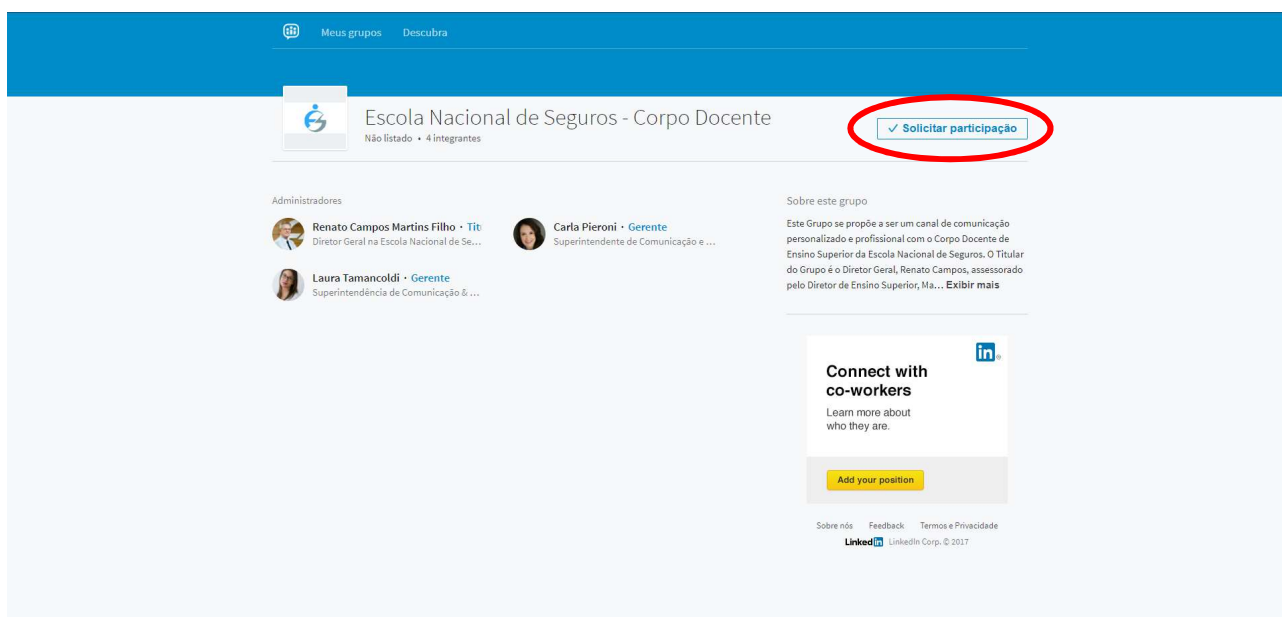 Meus grupos Descubra
Escola Nacional de Seguros - Corpo Docente
Não listado • 4 integrantes
✓ Solicitar participação
Administradores
Renato Campos Martins Filho • Tit
Diretor Geral na Escola Nacional de Se...
Carla Pieroni • Gerente
Superintendente de Comunicação e ...
Laura Tamancoldi • Gerente
Superintendência de Comunicação & ...
Sobre este grupo
Este Grupo se propõe a ser um canal de comunicação
personalizado e profissional com o Corpo Docente de
Ensino Superior da Escola Nacional de Seguros. O Titular
do Grupo é o Diretor Geral, Renato Campos, assessorado
pelo Diretor de Ensino Superior, Ma... Exibir mais
in
Connect with
co-workers
Learn more about
who they are.
Add your position
Sobre nós Feedback Termos e Privacidade
Linked in LinkedIn Corp. © 2017